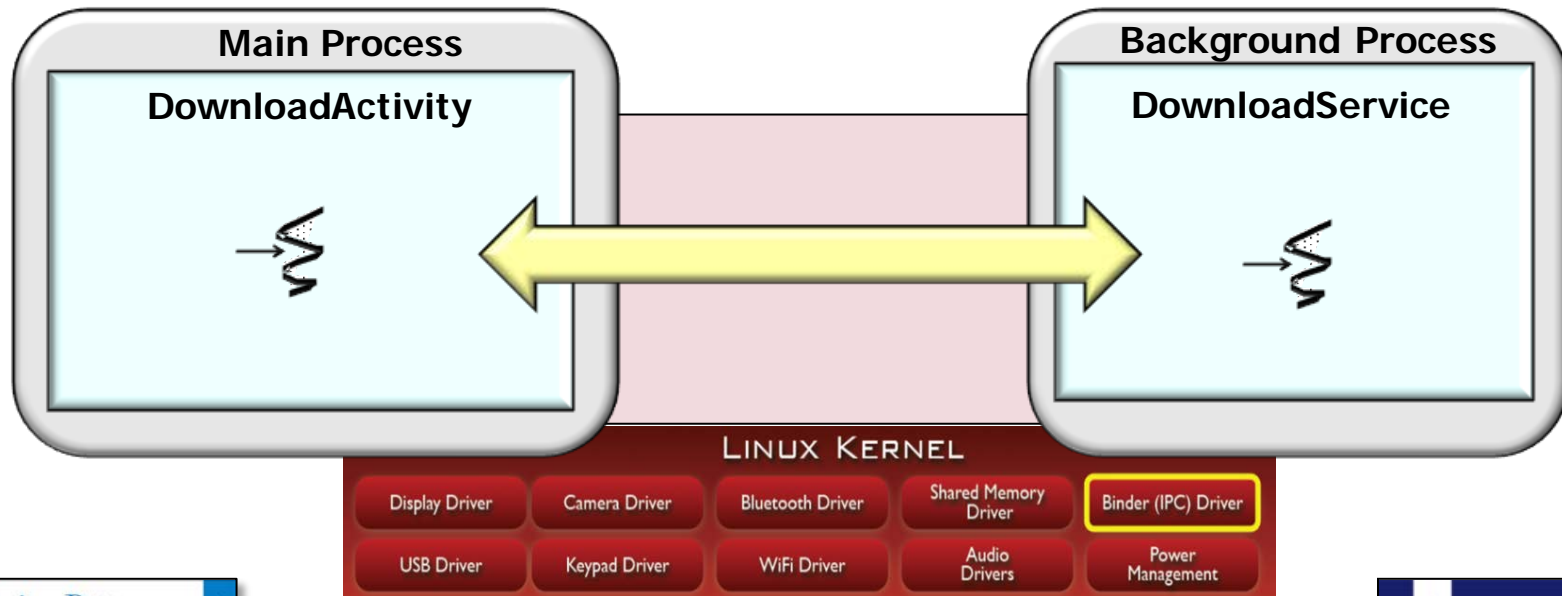 Main Process
Background Process
DownloadActivity
DownloadService
LINUX KERNEL
Display Driver
Camera Driver
Bluetooth Driver
Shared Memory
Driver
Binder (IPC) Driver
USB Driver
Keypad Driver
WiFi Driver
Audio
Drivers
Power
Management